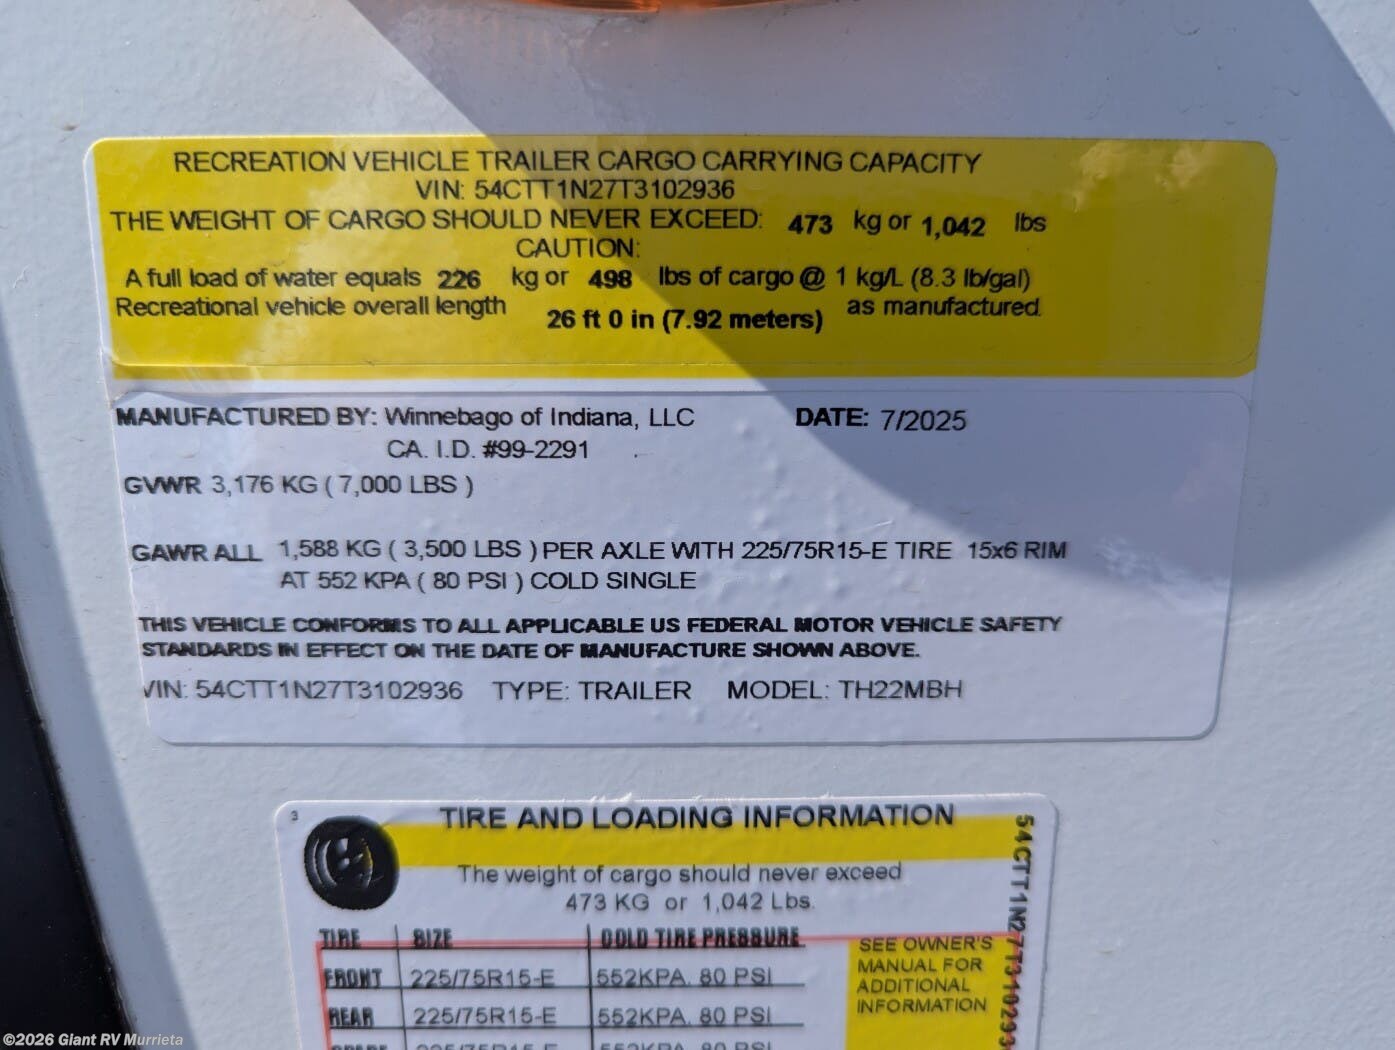 RECREATION VEHICLE TRAILER CARGO CARRYING CAPACITY
VIN: 54CTT1N27T3102936
THE WEIGHT OF CARGO SHOULD NEVER EXCEED: 473 kg or 1,042 lbs
CAUTION:
A full load of water equals 226 kg or 498 lbs of cargo @ 1 kg/L (8.3 lb/gal)
Recreational vehicle overall length 26 ft 0 in (7.92 meters) as manufactured.
MANUFACTURED BY: Winnebago of Indiana, LLC DATE: 7/2025
CA. I.D. #99-2291
GVWR 3,176 KG ( 7,000 LBS )
GAWR ALL 1,588 KG ( 3,500 LBS ) PER AXLE WITH 225/75R15-E TIRE 15x6 RIM
AT 552 KPA ( 80 PSI ) COLD SINGLE
THIS VEHICLE CONFORMS TO ALL APPLICABLE US FEDERAL MOTOR VEHICLE SAFETY
STANDARDS IN EFFECT ON THE DATE OF MANUFACTURE SHOWN ABOVE.
VIN: 54CTT1N27T3102936 TYPE: TRAILER MODEL: TH22MBH
3
TIRE AND LOADING INFORMATION
The weight of cargo should never exceed
473 KG or 1,042 Lbs.
TIRE SIZE COLD TIRE PRESSURE
FRONT 225/75R15-E 552KPA. 80 PSI
REAR 225/75R15-E 552KPA. 80 PSI
SPARE 225/75R15-E 552KPA. 80 PSI
SEE OWNER'S
MANUAL FOR
ADDITIONAL
INFORMATION
54CTT1N27T310293
©2026 Giant RV Murrieta